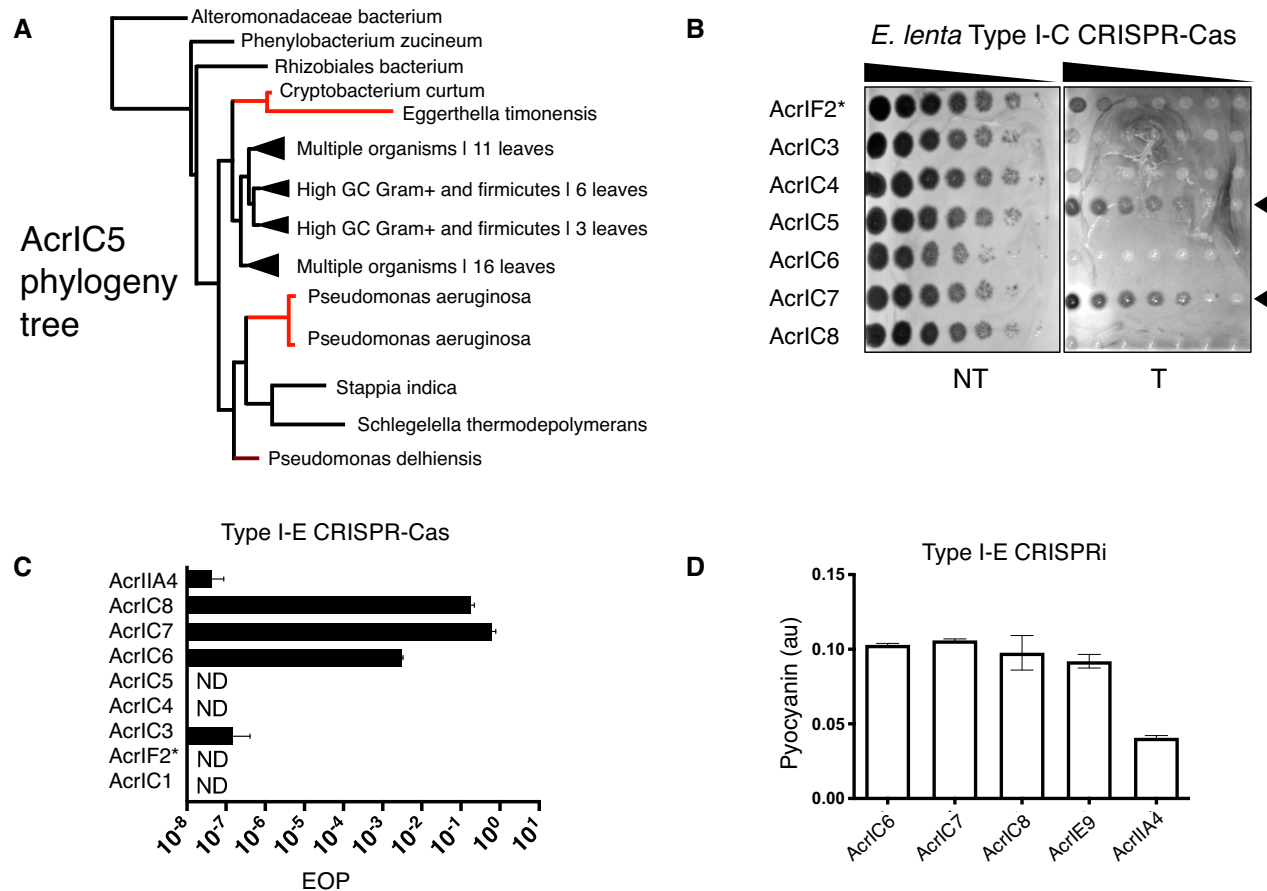 A
Alteromonadaceae bacterium
Phenylobacterium zucineum
Rhizobiales bacterium
Cryptobacterium curtum
Eggerthella timonensis
Multiple organisms | 11 leaves
High GC Gram+ and firmicutes | 6 leaves
High GC Gram+ and firmicutes | 3 leaves
Multiple organisms | 16 leaves
AcrIC5
phylogeny
tree
Pseudomonas aeruginosa
Pseudomonas aeruginosa
Stappia indica
Schlegelella thermodepolymerans
Pseudomonas delhiensis
B
E. lenta Type I-C CRISPR-Cas
AcrIF2*
AcrIC3
AcrIC4
AcrIC5
AcrIC6
AcrIC7
AcrIC8
NT
T
C
Type I-E CRISPR-Cas
AcrIIA4
AcrIC8
AcrIC7
AcrIC6
AcrIC5 ND
AcrIC4 ND
AcrIC3
AcrIF2* ND
AcrIC1 ND
10-8 10-7 10-6 10-5 10-4 10-3 10-2 10-1 100 101
EOP
D
Type I-E CRISPRi
Pyocyanin (au)
0.15
0.10
0.05
0.00
AcrIC6 AcrIC7 AcrIC8 AcrIE9 AcrIIA4